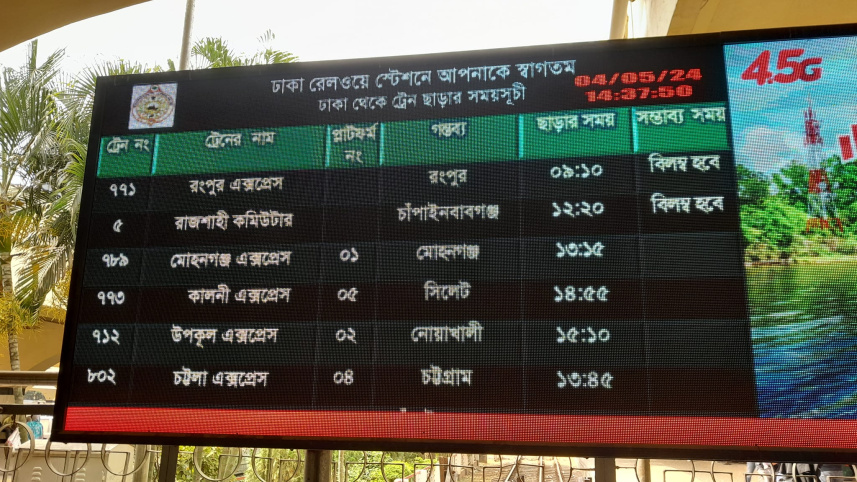 ঢাকা রেলওয়ে স্টেশনে আপনাকে স্বাগতম
ঢাকা থেকে ট্রেন ছাড়ার সময়সূচী
04/05/24
14:37:50
4.5G
ট্রেন নং ট্রেনের নাম প্লাটফর্ম নং গন্তব্য ছাড়ার সময় সম্ভাব্য সময়
৭৭১ রংপুর এক্সপ্রেস রংপুর ০৯:১০ বিলম্ব হবে
৫ রাজশাহী কমিউটার চাঁপাইনবাবগঞ্জ ১২:২০ বিলম্ব হবে
৭৮৯ মোহনগঞ্জ এক্সপ্রেস ০১ মোহনগঞ্জ ১৩:১৫
৭৭৩ কালনী এক্সপ্রেস ০৫ সিলেট ১৪:৫৫
৭১২ উপকূল এক্সপ্রেস ০২ নোয়াখালী ১৫:১০
৮০২ চট্টলা এক্সপ্রেস ০৪ চট্টগ্রাম ১৩:৪৫